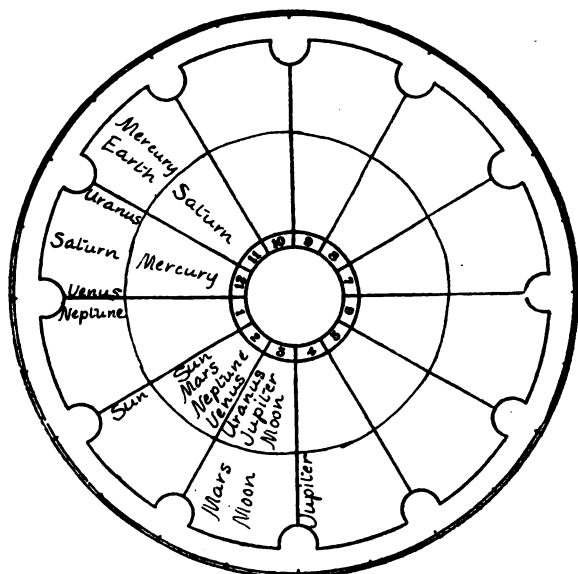 Mercury
Earth
Saturn
Uranus
Saturn
Mercury
Venus
Neptune
10
9
8
7
6
5
4
3
2
1
12
11
Sun
Sun
Mars
Neptune
Venus
Uranus
Jupiter
Moon
Mars
Moon
Jupiter